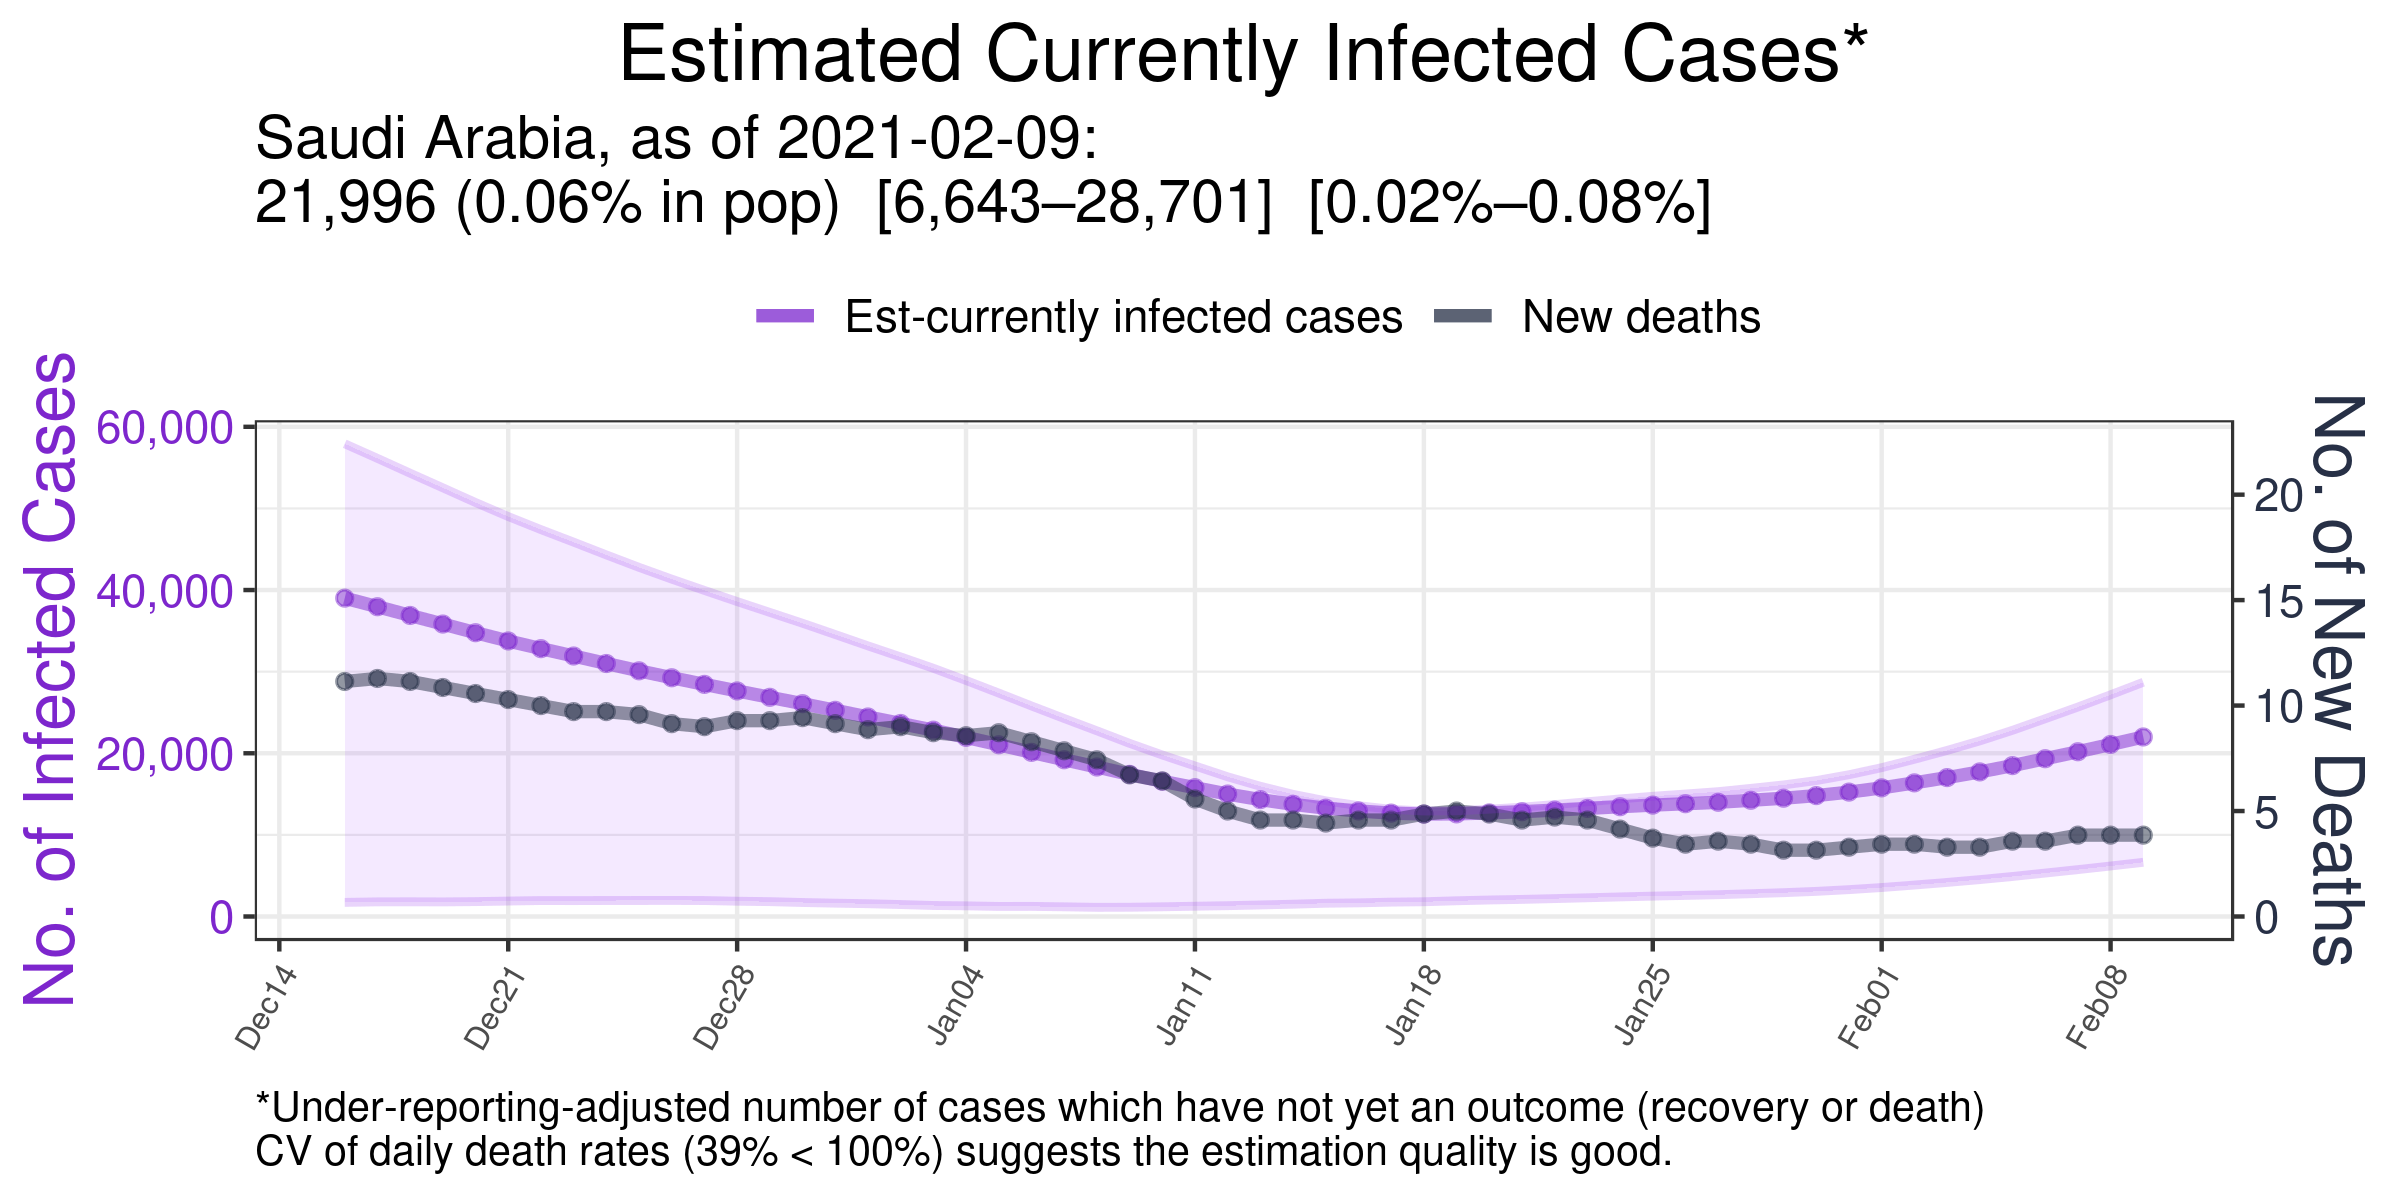 Estimated Currently Infected Cases*
Saudi Arabia, as of 2021-02-09:
21,996 (0.06% in pop)  [6,643–28,701]  [0.02%–0.08%]
Est-currently infected cases
New deaths
No. of Infected Cases
60,000
40,000
20,000
0
No. of New Deaths
20
15
10
5
0
Dec14
Dec21
Dec28
Jan04
Jan11
Jan18
Jan25
Feb01
Feb08
*Under-reporting-adjusted number of cases which have not yet an outcome (recovery or death)
CV of daily death rates (39% < 100%) suggests the estimation quality is good.